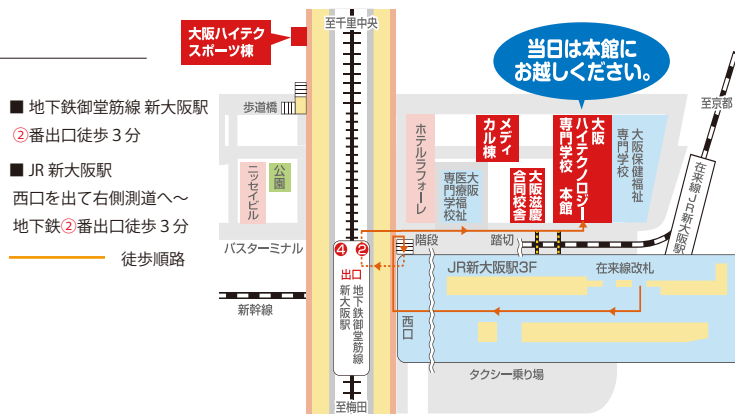 大阪ハイテク
スポーツ棟
至千里中央
当日は本館に
お越しください。
至京都
■ 地下鉄御堂筋線 新大阪駅
②番出口徒歩３分
■ JR 新大阪駅
西口を出て右側測道へ〜
地下鉄②番出口徒歩３分
徒歩順路
歩道橋
ニッセイビル
公園
ホテルラフォーレ
大阪医療福祉
専門学校
メディカル棟
大阪滋慶
合同校舎
大阪
ハイテクノロジー
専門学校 本館
大阪保健福祉
専門学校
在来線JR新大阪駅
バスターミナル
④
②
出口
地下鉄御堂筋線
新大阪駅
階段
踏切
JR新大阪駅3F
在来線改札
西口
新幹線
タクシー乗り場
至梅田